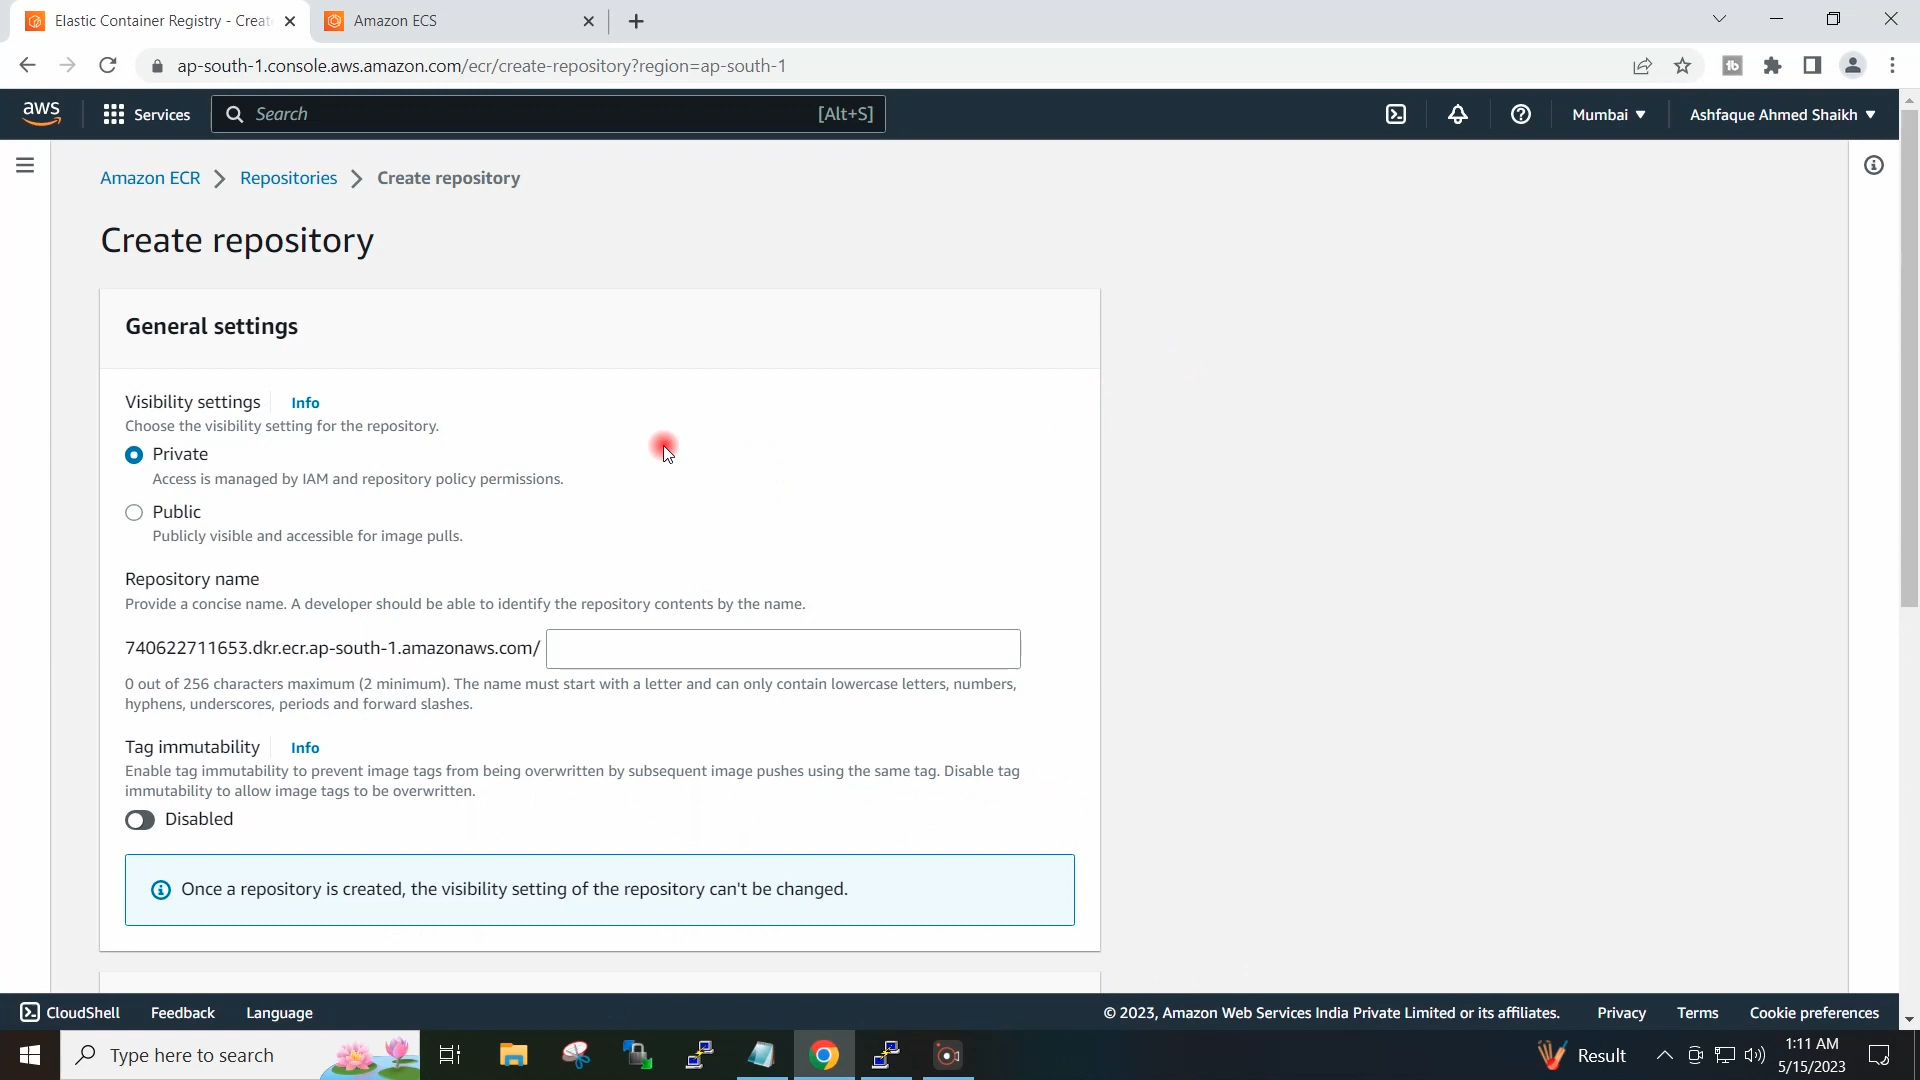 Elastic Container Registry - Creat
Amazon ECS
ap-south-1.console.aws.amazon.com/ecr/create-repository?region=ap-south-1
aws
Services
Search
[Alt+S]
Mumbai
Ashfaque Ahmed Shaikh
Amazon ECR
Repositories
Create repository
Create repository
General settings
Visibility settings
Info
Choose the visibility setting for the repository.
Private
Access is managed by IAM and repository policy permissions.
Public
Publicly visible and accessible for image pulls.
Repository name
Provide a concise name. A developer should be able to identify the repository contents by the name.
740622711653.dkr.ecr.ap-south-1.amazonaws.com/
0 out of 256 characters maximum (2 minimum). The name must start with a letter and can only contain lowercase letters, numbers,
hyphens, underscores, periods and forward slashes.
Tag immutability
Info
Enable tag immutability to prevent image tags from being overwritten by subsequent image pushes using the same tag. Disable tag
immutability to allow image tags to be overwritten.
Disabled
Once a repository is created, the visibility setting of the repository can't be changed.
CloudShell
Feedback
Language
© 2023, Amazon Web Services India Private Limited or its affiliates.
Privacy
Terms
Cookie preferences
Type here to search
Result
1:11 AM
5/15/2023